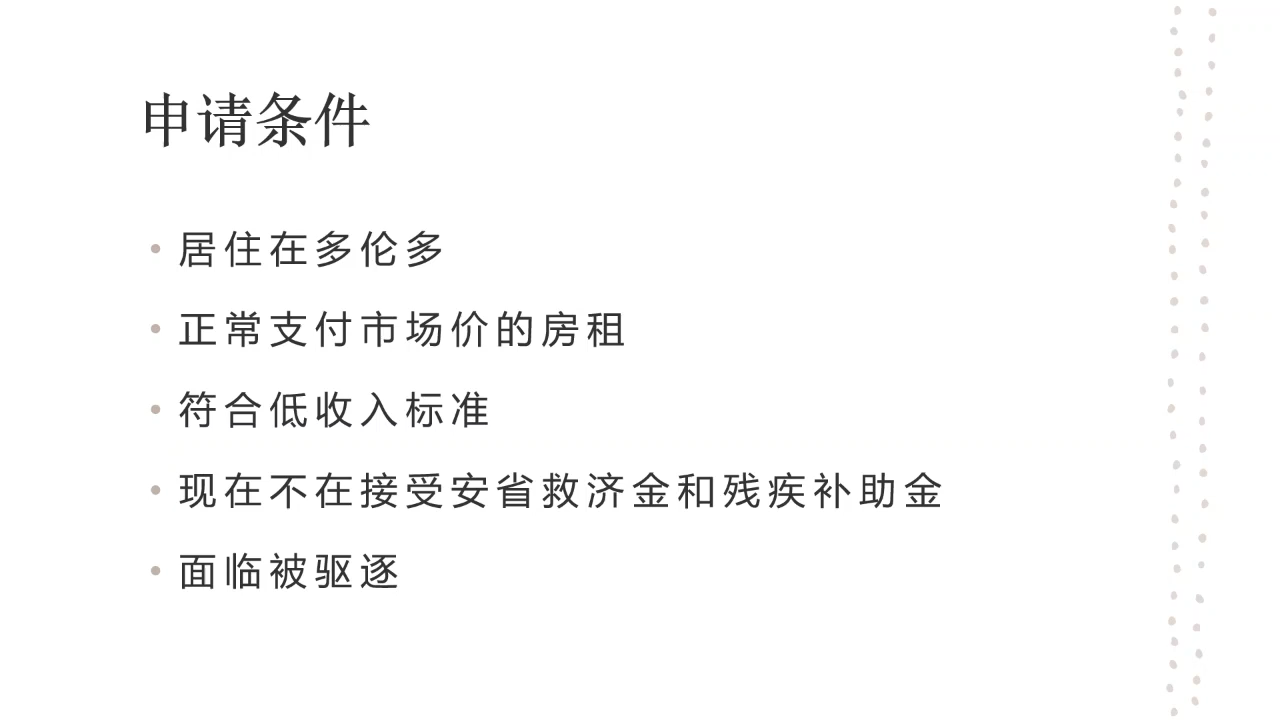 申请条件
• 居住在多伦多
• 正常支付市场价的房租
• 符合低收入标准
• 现在不在接受安省救济金和残疾补助金
• 面临被驱逐